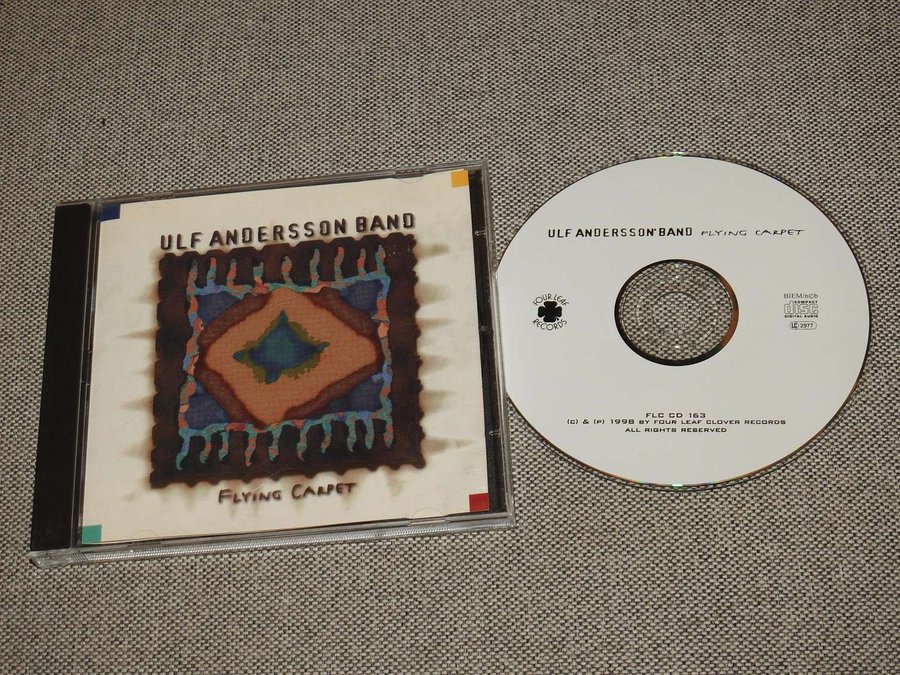 ULF ANDERSSON BAND
FLYING CARPET
ULF ANDERSSON BAND FLYING CARPET
FOUR LEAF
RECORDS
BIEM/n©b
COMPACT
disc
DIGITAL AUDIO
LC 2977
FLC CD 163
(C) & (P) 1998 BY FOUR LEAF CLOVER RECORDS
ALL RIGHTS RESERVED